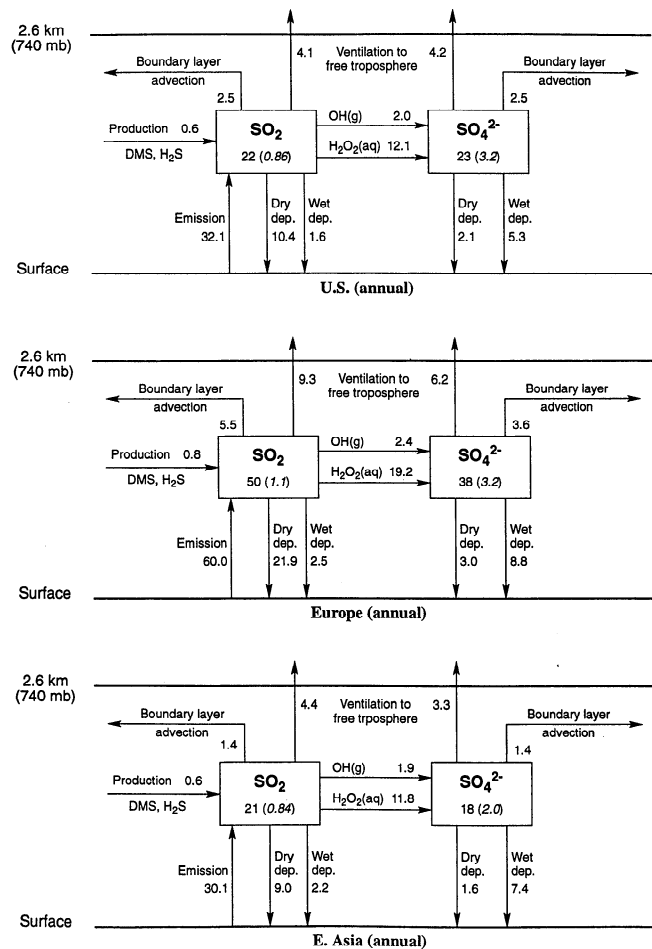 2.6 km
(740 mb)
Boundary layer
advection
4.1
Ventilation to
free troposphere
4.2
Boundary layer
advection
2.5
2.5
Production 0.6
DMS, H₂S
SO₂
22 (0.86)
OH(g) 2.0
H₂O₂(aq) 12.1
SO₄²⁻
23 (3.2)
Emission
32.1
Dry
dep.
10.4
Wet
dep.
1.6
Dry
dep.
2.1
Wet
dep.
5.3
Surface
U.S. (annual)
2.6 km
(740 mb)
Boundary layer
advection
9.3
Ventilation to
free troposphere
6.2
Boundary layer
advection
5.5
3.6
Production 0.8
DMS, H₂S
SO₂
50 (1.1)
OH(g) 2.4
H₂O₂(aq) 19.2
SO₄²⁻
38 (3.2)
Emission
60.0
Dry
dep.
21.9
Wet
dep.
2.5
Dry
dep.
3.0
Wet
dep.
8.8
Surface
Europe (annual)
2.6 km
(740 mb)
Boundary layer
advection
4.4
Ventilation to
free trposphere
3.3
Boundary layer
advection
1.4
1.4
Production 0.6
DMS, H₂S
SO₂
21 (0.84)
OH(g) 1.9
H₂O₂(aq) 11.8
SO₄²⁻
18 (2.0)
Emission
30.1
Dry
dep.
9.0
Wet
dep.
2.2
Dry
dep.
1.6
Wet
dep.
7.4
Surface
E. Asia (annual)